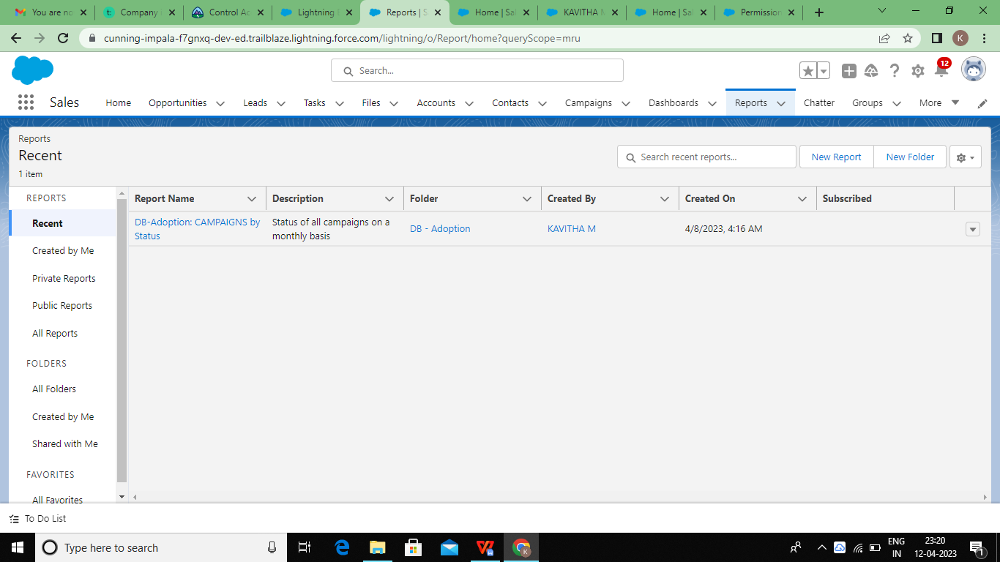 You are no
Company
Control Ac
Lightning
Reports | S
Home | Sal
KAVITHA M
Home | Sal
Permission
cunning-impala-f7gnxq-dev-ed.trailblaze.lightning.force.com/lightning/o/Report/home?queryScope=mru
K
Search...
12
Sales
Home
Opportunities
Leads
Tasks
Files
Accounts
Contacts
Campaigns
Dashboards
Reports
Chatter
Groups
More
Reports
Recent
1 item
Search recent reports...
New Report
New Folder
REPORTS
Recent
Created by Me
Private Reports
Public Reports
All Reports
FOLDERS
All Folders
Created by Me
Shared with Me
FAVORITES
All Favorites
Report Name
Description
Folder
Created By
Created On
Subscribed
DB-Adoption: CAMPAIGNS by
Status
Status of all campaigns on a
monthly basis
DB - Adoption
KAVITHA M
4/8/2023, 4:16 AM
To Do List
Type here to search
K
ENG
IN
23:20
12-04-2023
1